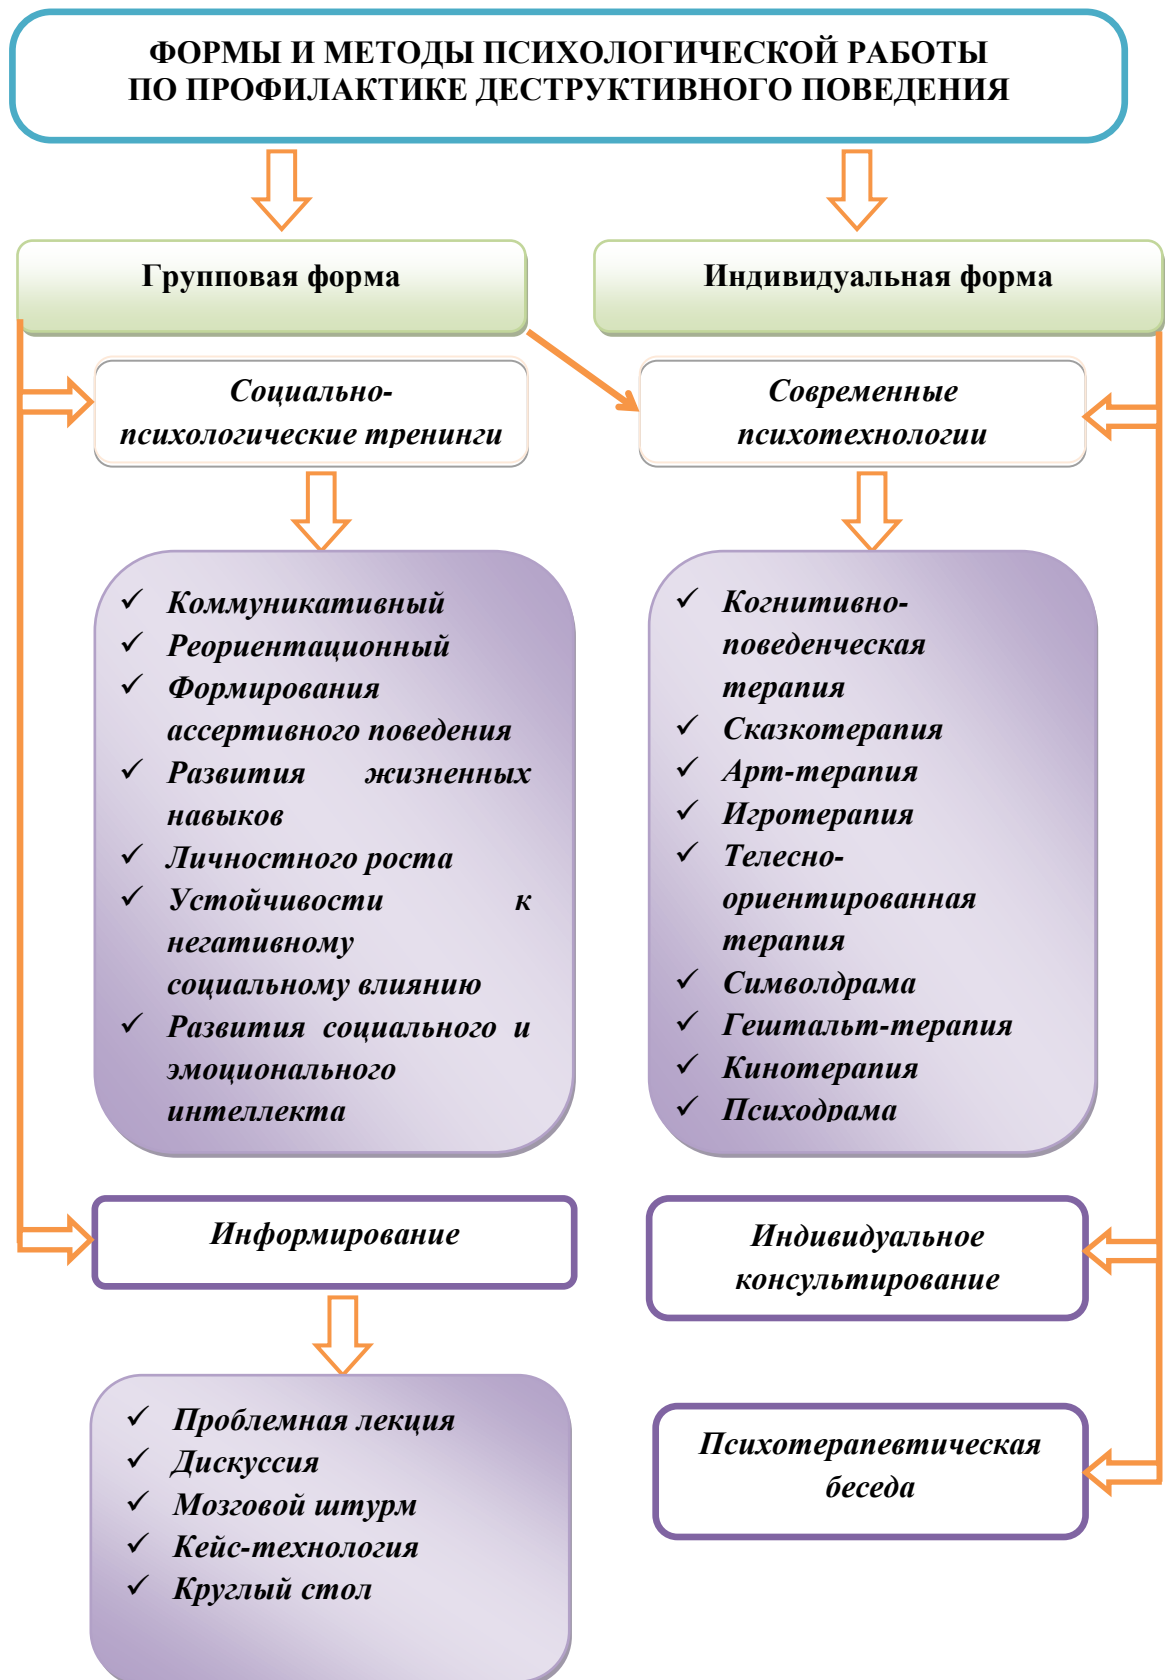 ФОРМЫ И МЕТОДЫ ПСИХОЛОГИЧЕСКОЙ РАБОТЫ
ПО ПРОФИЛАКТИКЕ ДЕСТРУКТИВНОГО ПОВЕДЕНИЯ
Групповая форма
Индивидуальная форма
Социально-
психологические тренинги
Современные
психотехнологии
✓ Коммуникативный
✓ Реориентационный
✓ Формирования
ассертивного поведения
✓ Развития жизненных
навыков
✓ Личностного роста
✓ Устойчивости к
негативному
социальному влиянию
✓ Развития социального и
эмоционального
интеллекта
✓ Когнитивно-
поведенческая
терапия
✓ Сказкотерапия
✓ Арт-терапия
✓ Игротерапия
✓ Телесно-
ориентированная
терапия
✓ Символдрама
✓ Гештальт-терапия
✓ Кинотерапия
✓ Психодрама
Информирование
Индивидуальное
консультирование
✓ Проблемная лекция
✓ Дискуссия
✓ Мозговой штурм
✓ Кейс-технология
✓ Круглый стол
Психотерапевтическая
беседа